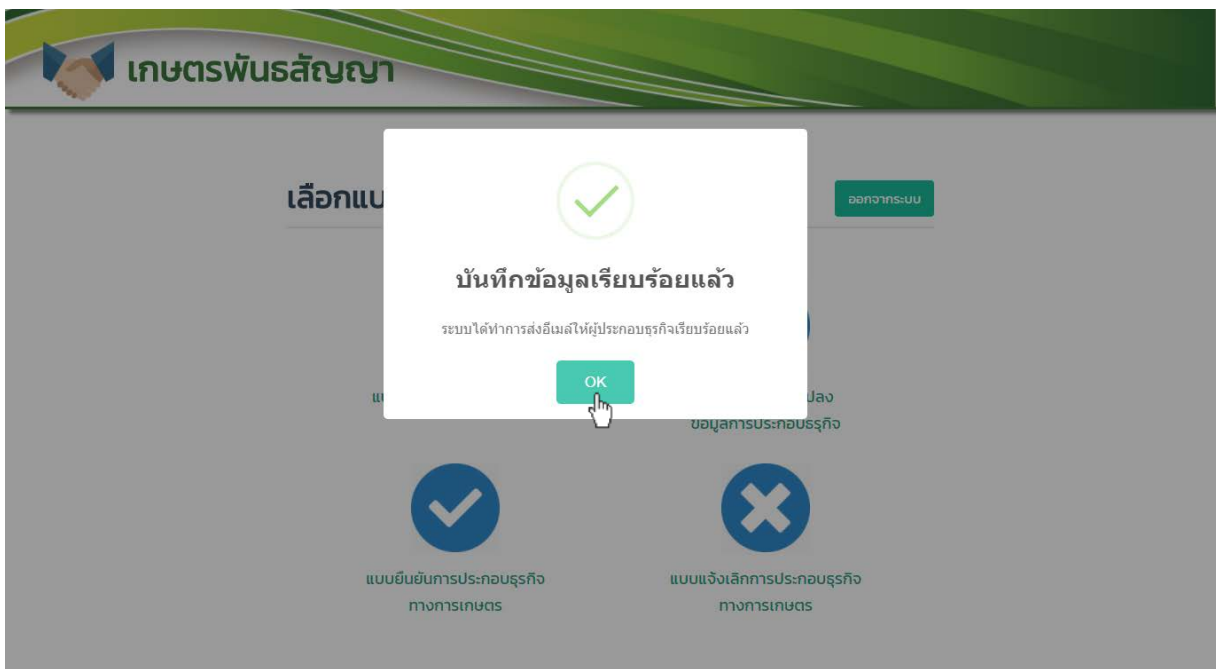 เกษตรพันธสัญญา
เลือกแบ
ออกจากระบบ
บันทึกข้อมูลเรียบร้อยแล้ว
ระบบได้ทำการส่งอีเมล์ให้ผู้ประกอบธุรกิจเรียบร้อยแล้ว
OK
แ
ปลง
ข้อมูลการประกอบธุรกิจ
แบบยืนยันการประกอบธุรกิจ
แบบแจ้งเลิกการประกอบธุรกิจ
ทางการเกษตร
ทางการเกษตร